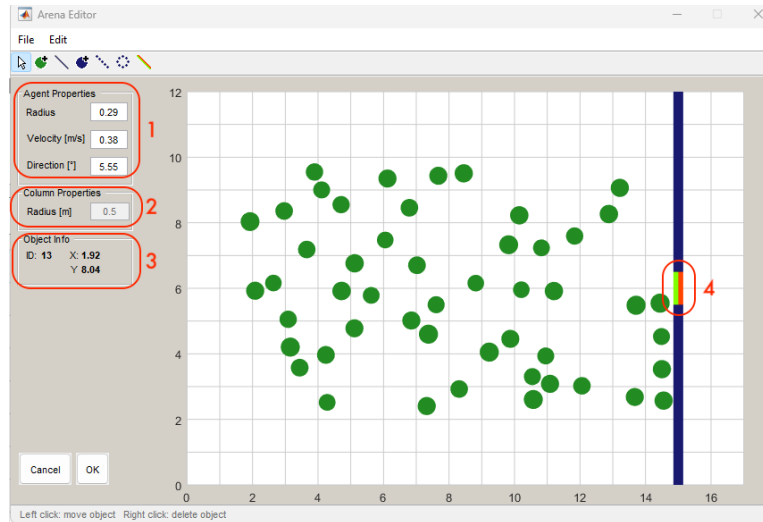 Arena Editor
File Edit
Agent Properties
Radius 0.29
Velocity [m/s] 0.38
Direction [°] 5.55
1
Column Properties
Radius [m] 0.5
2
Object Info
ID: 13 X: 1.92
Y 8.04
3
4
12
10
8
6
4
2
0
0 2 4 6 8 10 12 14 16
Cancel OK
Left click: move object Right click: delete object